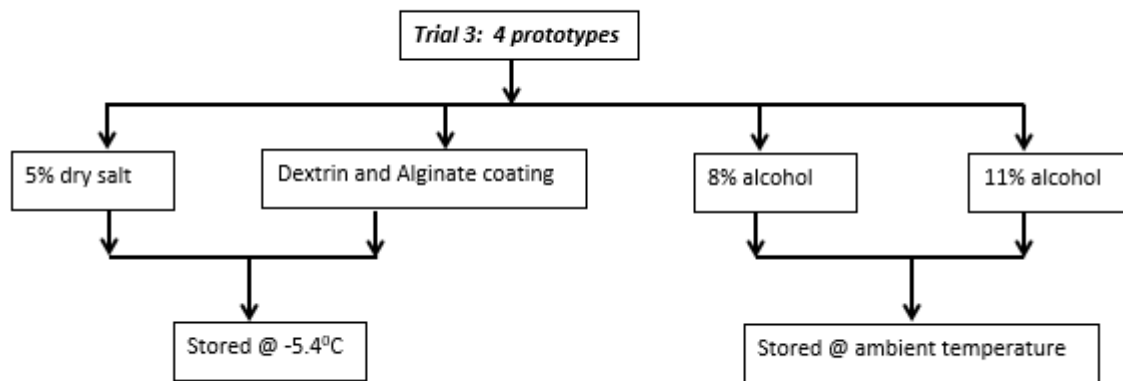 Trial 3:  4 prototypes
5% dry salt
Dextrin and Alginate coating
8% alcohol
11% alcohol
Stored @ -5.4⁰C
Stored @ ambient temperature